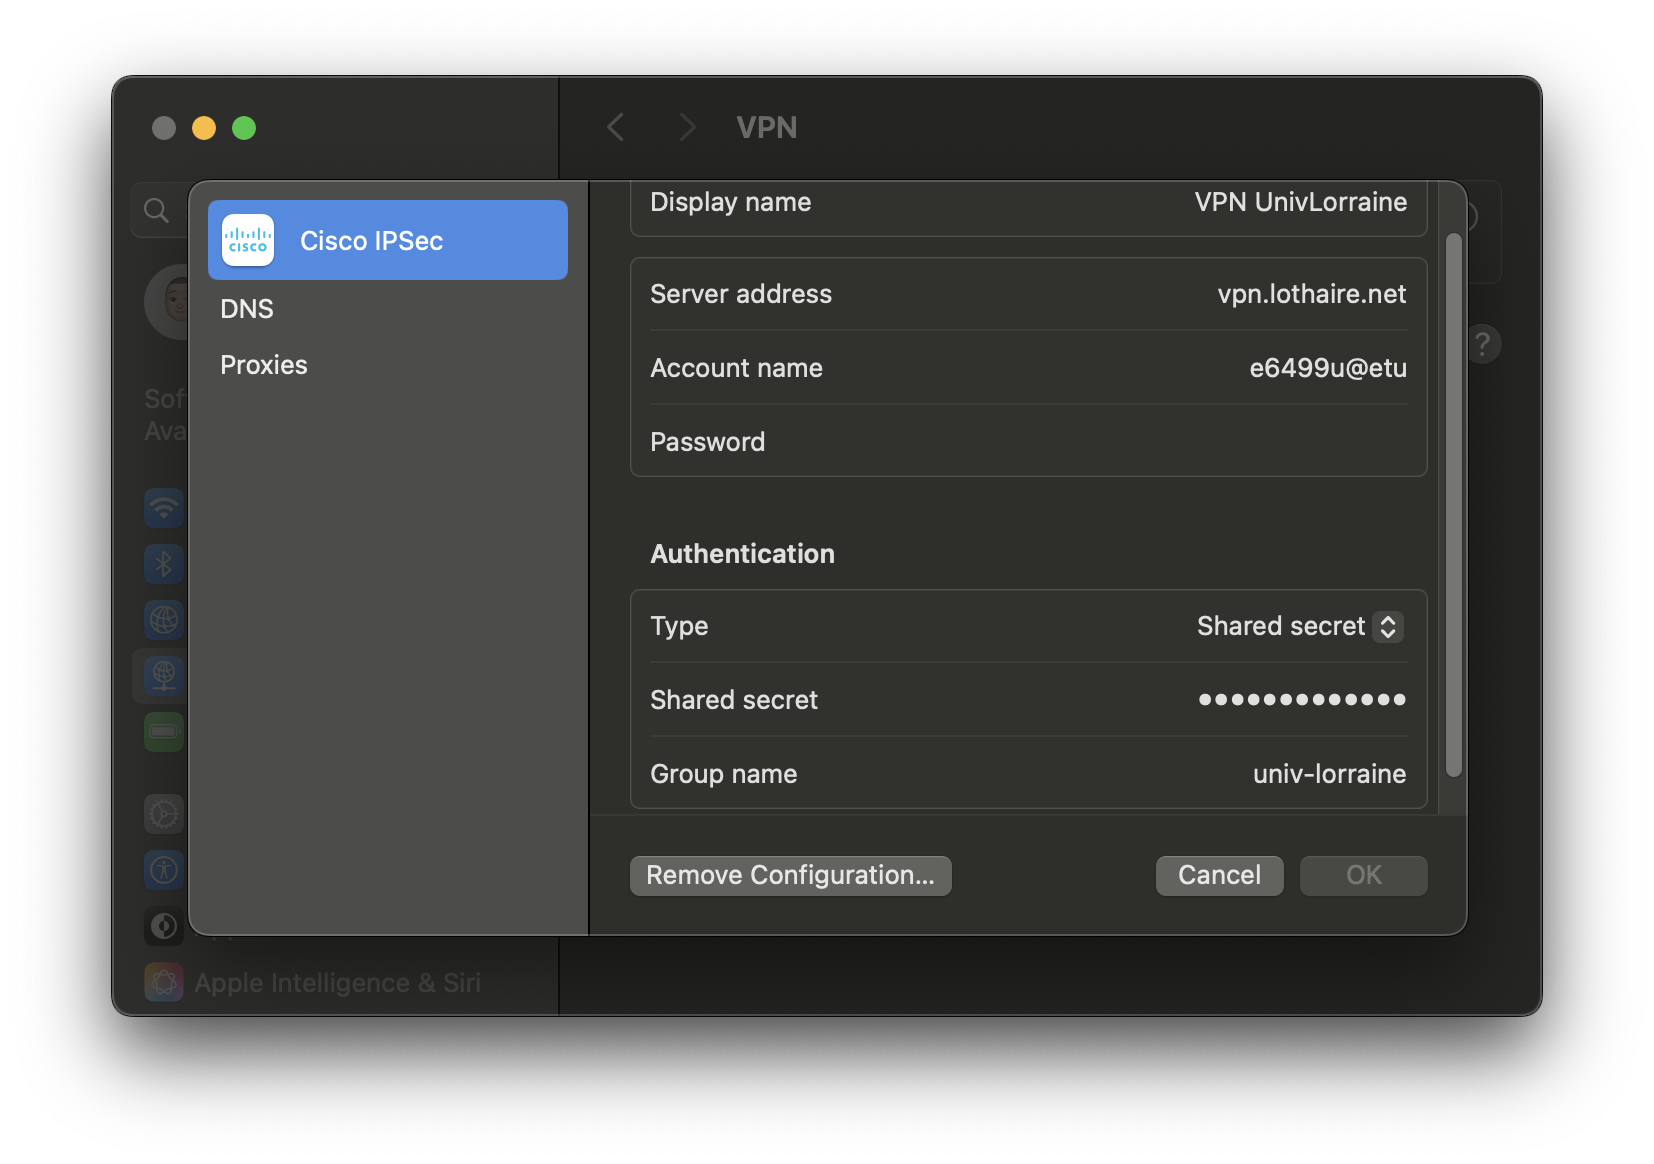 VPN
Cisco IPSec
CISCO
DNS
Proxies
Display name VPN UnivLorraine
Server address vpn.lothaire.net
Account name e6499u@etu
Password
Authentication
Type Shared secret
Shared secret •••••••••••••
Group name univ-lorraine
Remove Configuration...
Cancel
OK
?
Sof
Ava
Apple Intelligence & Siri